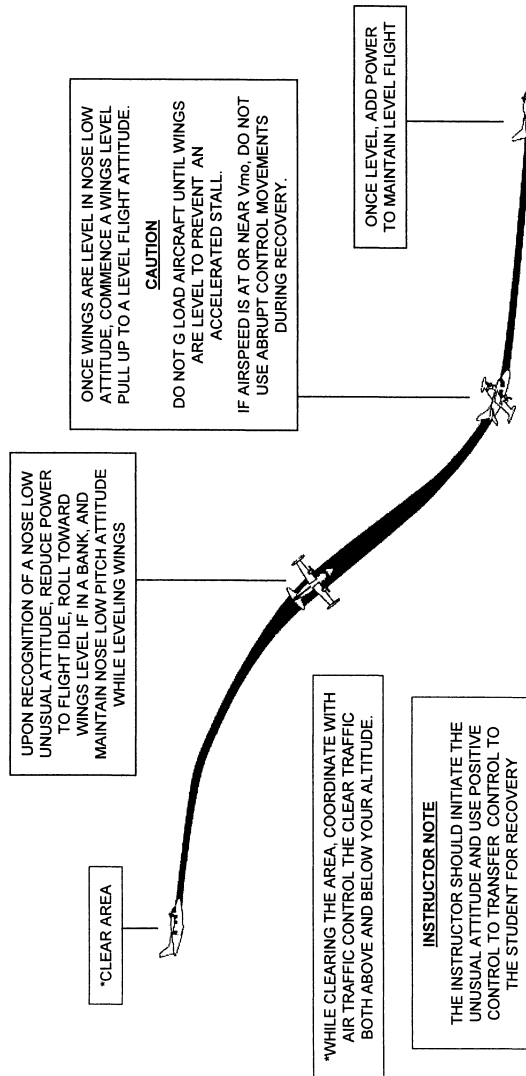 *CLEAR AREA
UPON RECOGNITION OF A NOSE LOW
UNUSUAL ATTITUDE, REDUCE POWER
TO FLIGHT IDLE, ROLL TOWARD
WINGS LEVEL IF IN A BANK, AND
MAINTAIN NOSE LOW PITCH ATTITUDE
WHILE LEVELING WINGS
ONCE WINGS ARE LEVEL IN NOSE LOW
ATTITUDE, COMMENCE A WINGS LEVEL
PULL UP TO A LEVEL FLIGHT ATTITUDE.
CAUTION
DO NOT G LOAD AIRCRAFT UNTIL WINGS
ARE LEVEL TO PREVENT AN
ACCELERATED STALL.
IF AIRSPEED IS AT OR NEAR Vmo, DO NOT
USE ABRUPT CONTROL MOVEMENTS
DURING RECOVERY.
ONCE LEVEL, ADD POWER
TO MAINTAIN LEVEL FLIGHT
*WHILE CLEARING THE AREA, COORDINATE WITH
AIR TRAFFIC CONTROL THE CLEAR TRAFFIC
BOTH ABOVE AND BELOW YOUR ALTITUDE.
INSTRUCTOR NOTE
THE INSTRUCTOR SHOULD INITIATE THE
UNUSUAL ATTITUDE AND USE POSITIVE
CONTROL TO TRANSFER CONTROL TO
THE STUDENT FOR RECOVERY